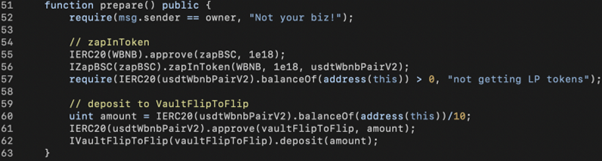 51 function prepare() public {
52 require(msg.sender == owner, "Not your biz!");
53
54 // zapInToken
55 IERC20(WBNB).approve(zapBSC, 1e18);
56 IZapBSC(zapBSC).zapInToken(WBNB, 1e18, usdtWbnbPairV2);
57 require(IERC20(usdtWbnbPairV2).balanceOf(address(this)) > 0, "not getting LP tokens");
58
59 // deposit to VaultFlipToFlip
60 uint amount = IERC20(usdtWbnbPairV2).balanceOf(address(this))/10;
61 IERC20(usdtWbnbPairV2).approve(vaultFlipToFlip, amount);
62 IVaultFlipToFlip(vaultFlipToFlip).deposit(amount);
63 }